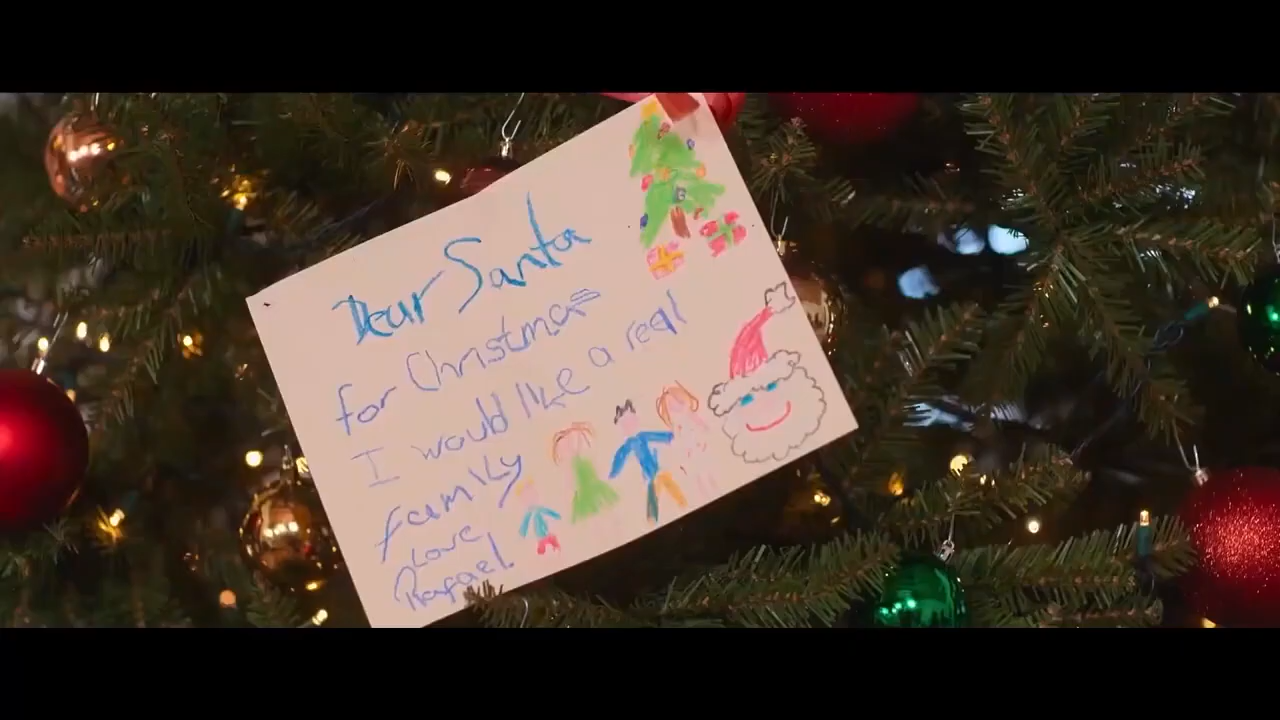 Dear Santa
for Christmas
I would like a real
family
Love
Rafael.